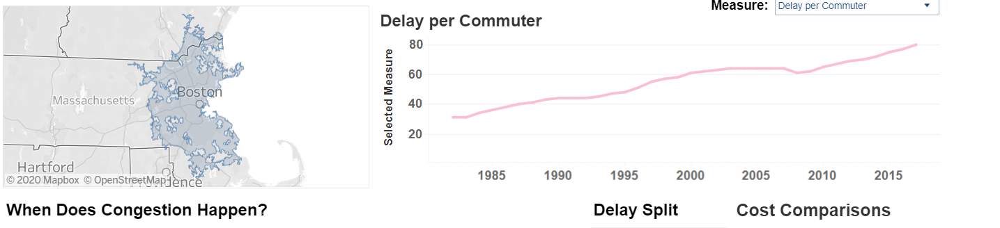 Massachusetts
Boston
Hartford
Providence
© 2020 Mapbox © OpenStreetMap
Measure:
Delay per Commuter
Delay per Commuter
Selected Measure
80
60
40
20
1985
1990
1995
2000
2005
2010
2015
When Does Congestion Happen?
Delay Split
Cost Comparisons